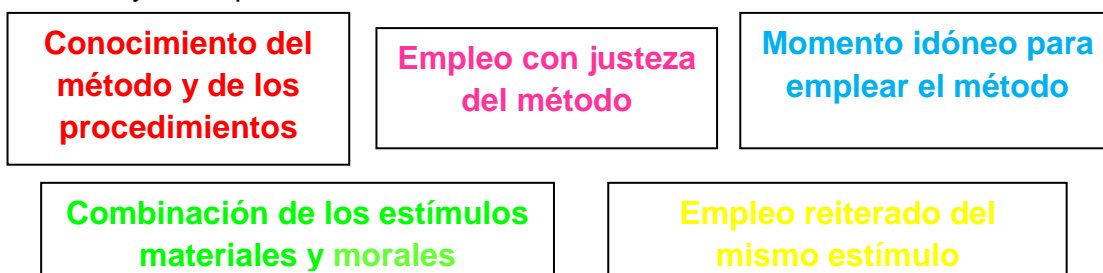 Conocimiento del
método y de los
procedimientos
Empleo con justeza
del método
Momento idóneo para
emplear el método
Combinación de los estímulos
materiales y morales
Empleo reiterado del
mismo estímulo